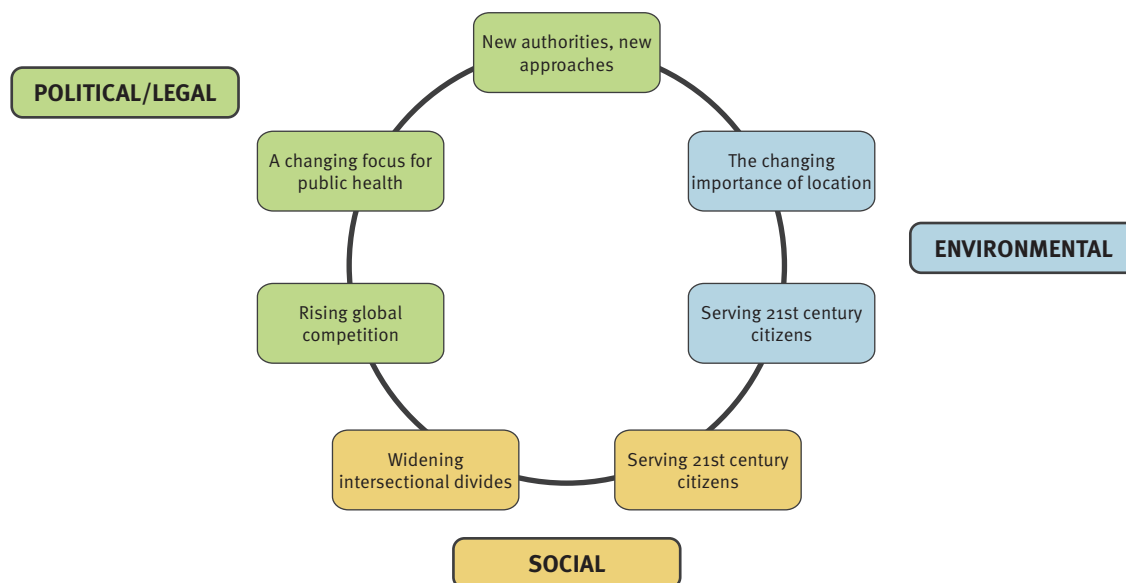 New authorities, new
approaches
POLITICAL/LEGAL
A changing focus for
public health
The changing
importance of location
ENVIRONMENTAL
Rising global
competition
Serving 21st century
citizens
Widening
intersectional divides
Serving 21st century
citizens
SOCIAL